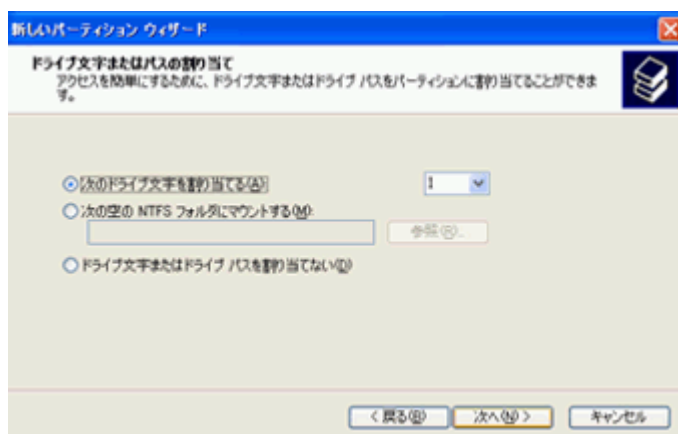 新しいパーティション ウィザード
ドライブ文字またはパスの割り当て
アクセスを簡単にするために、ドライブ文字またはドライブ パスをパーティションに割り当てることができま
す。
次のドライブ文字を割り当てる(A)
I
次の空の NTFS フォルダにマウントする(M):
参照(R)...
ドライブ文字またはドライブ パスを割り当てない(D)
< 戻る(B)
次へ(N) >
キャンセル